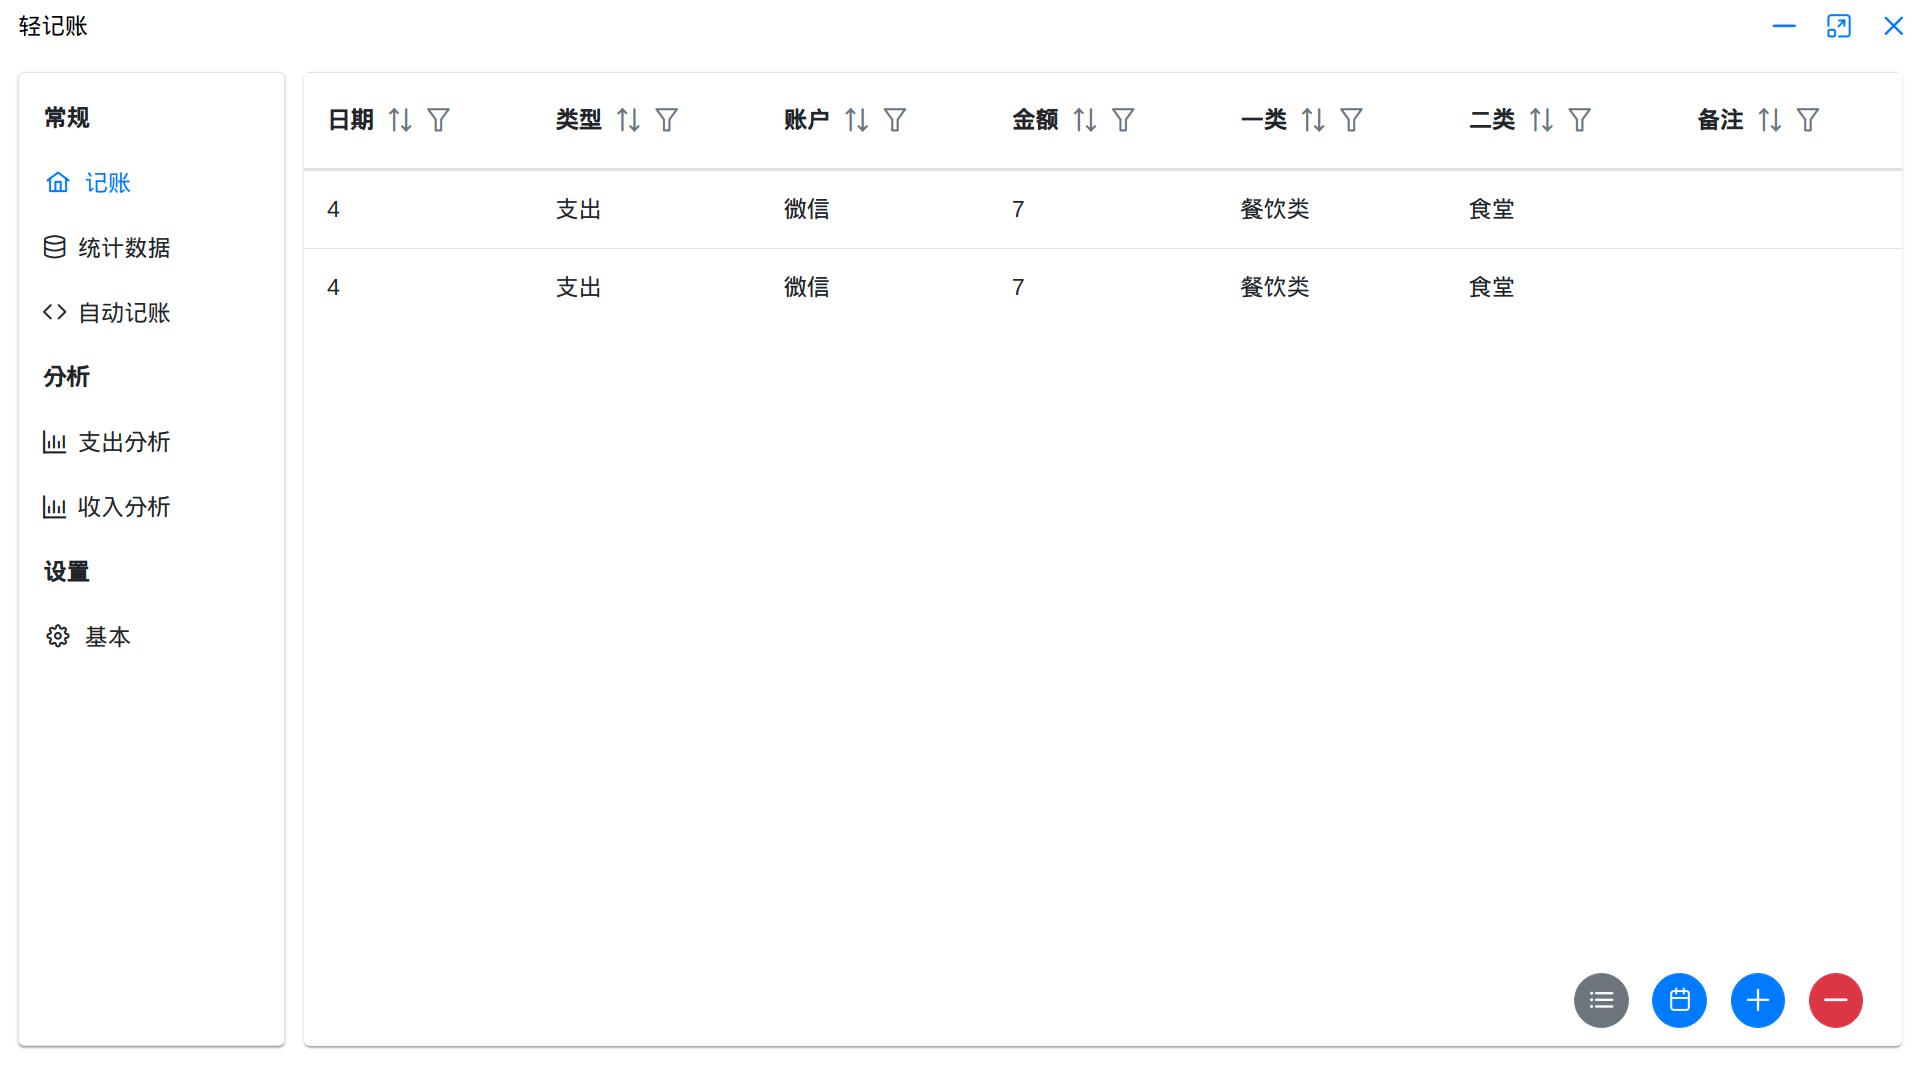 轻记账
常规
记账
统计数据
自动记账
分析
支出分析
收入分析
设置
基本
日期 类型 账户 金额 一类 二类 备注
4 支出 微信 7 餐饮类 食堂
4 支出 微信 7 餐饮类 食堂